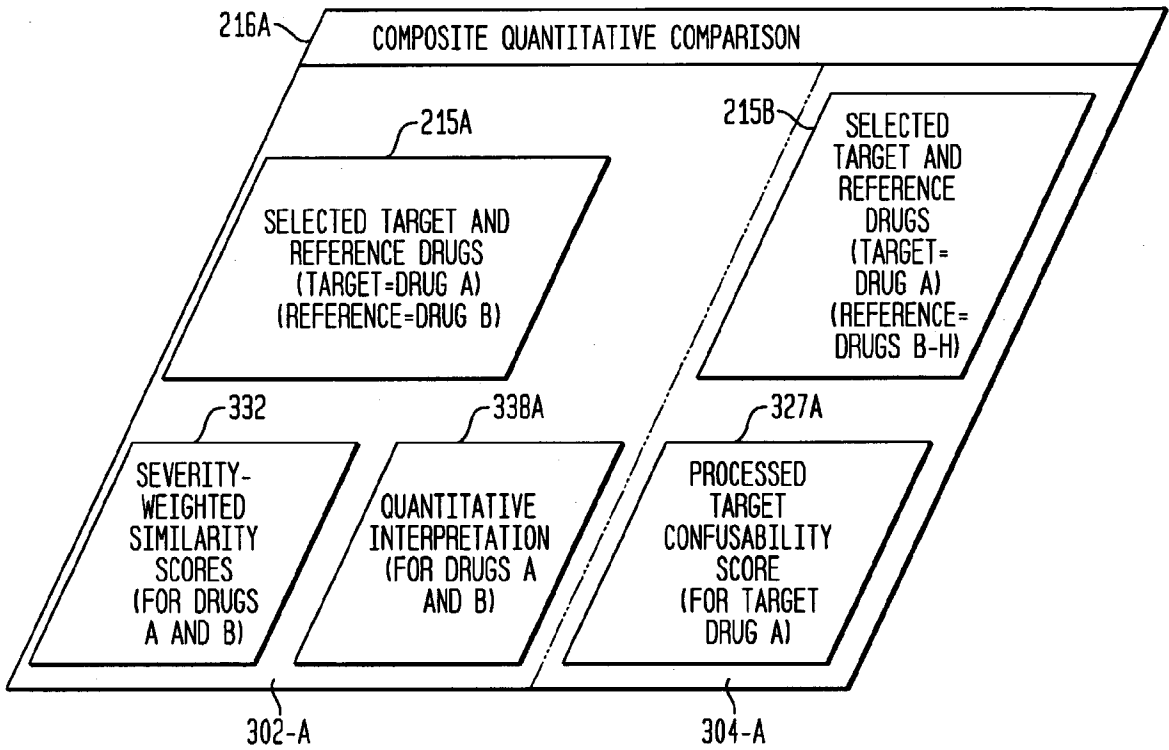 216A
COMPOSITE QUANTITATIVE COMPARISON
215A
SELECTED TARGET AND
REFERENCE DRUGS
(TARGET=DRUG A)
(REFERENCE=DRUG B)
215B
SELECTED
TARGET AND
REFERENCE
DRUGS
(TARGET=
DRUG A)
(REFERENCE=
DRUGS B-H)
332
SEVERITY-
WEIGHTED
SIMILARITY
SCORES
(FOR DRUGS
A AND B)
338A
QUANTITATIVE
INTERPRETATION
(FOR DRUGS A
AND B)
327A
PROCESSED
TARGET
CONFUSABILITY
SCORE
(FOR TARGET
DRUG A)
302-A
304-A